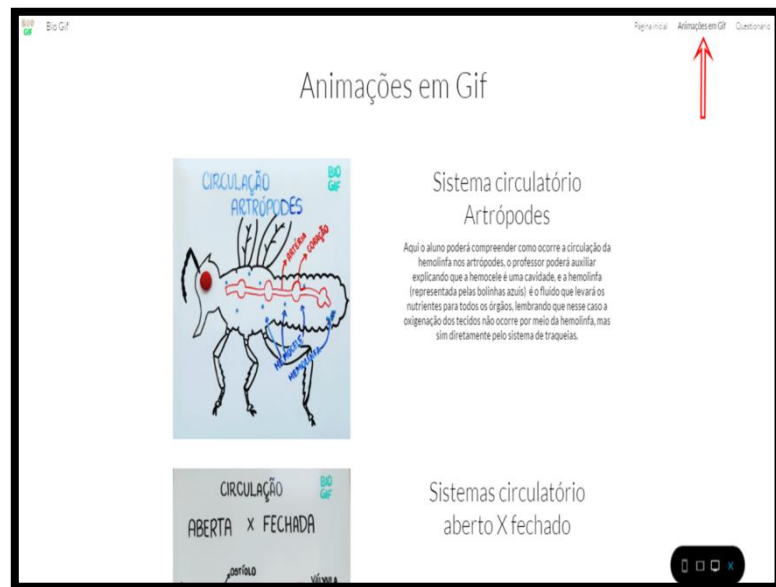 BIO GIF
Bio Gif
Página inicial Animações em Gif Questionário
Animações em Gif
CIRCULAÇÃO
ARTRÓPODES
BIO
GIF
ARTÉRIA
CORAÇÃO
HEMOCELE
HEMOLINFA
Sistema circulatório
Artrópodes
Aqui o aluno poderá compreender como ocorre a circulação da
hemolinfa nos artrópodes, o professor poderá auxiliar
explicando que a hemocele é uma cavidade, e a hemolinfa
(representada pelas bolinhas azuis) é o fluido que levará os
nutrientes para todos os órgãos, lembrando que nesse caso a
oxigenação dos tecidos não ocorre por meio da hemolinfa, mas
sim diretamente pelo sistema de traqueias.
CIRCULAÇÃO
BIO
GIF
ABERTA X FECHADA
OSTÍOLO
VÁLVULA
Sistemas circulatório
aberto X fechado